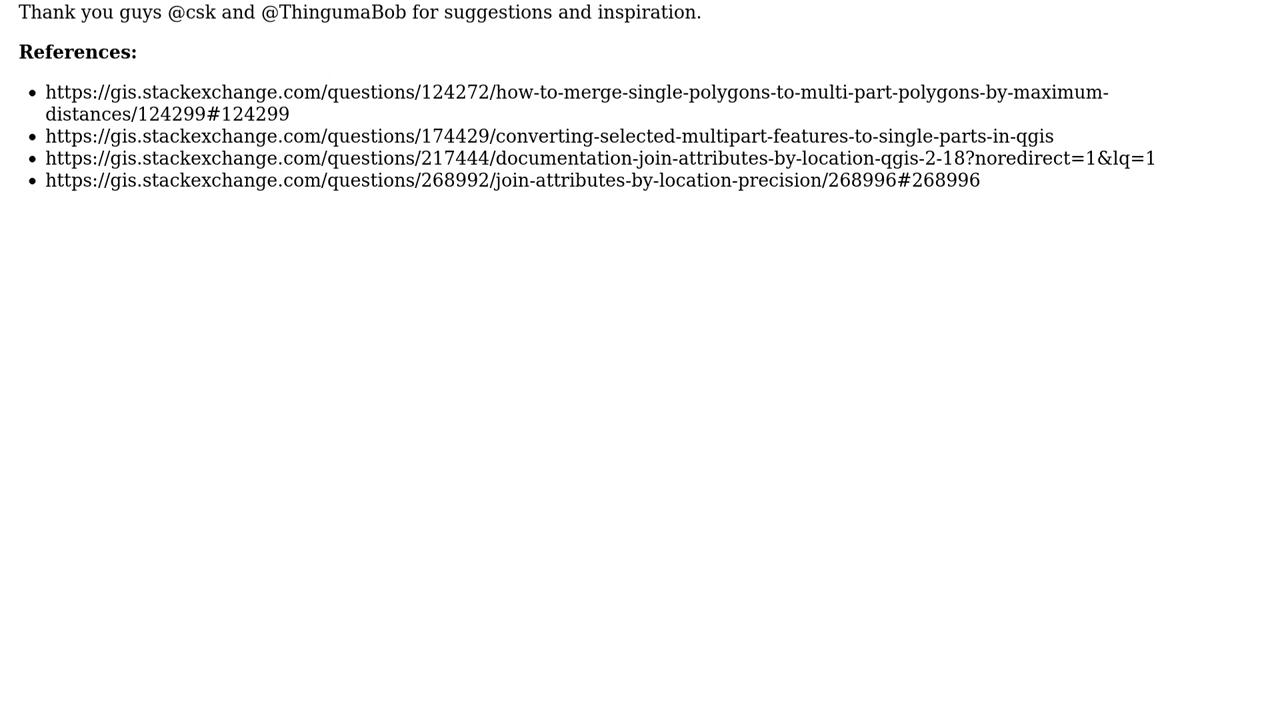 Thank you guys @csk and @ThingumaBob for suggestions and inspiration.
References:
• https://gis.stackexchange.com/questions/124272/how-to-merge-single-polygons-to-multi-part-polygons-by-maximum-
distances/124299#124299
• https://gis.stackexchange.com/questions/174429/converting-selected-multipart-features-to-single-parts-in-qgis
• https://gis.stackexchange.com/questions/217444/documentation-join-attributes-by-location-qgis-2-18?noredirect=1&lq=1
• https://gis.stackexchange.com/questions/268992/join-attributes-by-location-precision/268996#268996